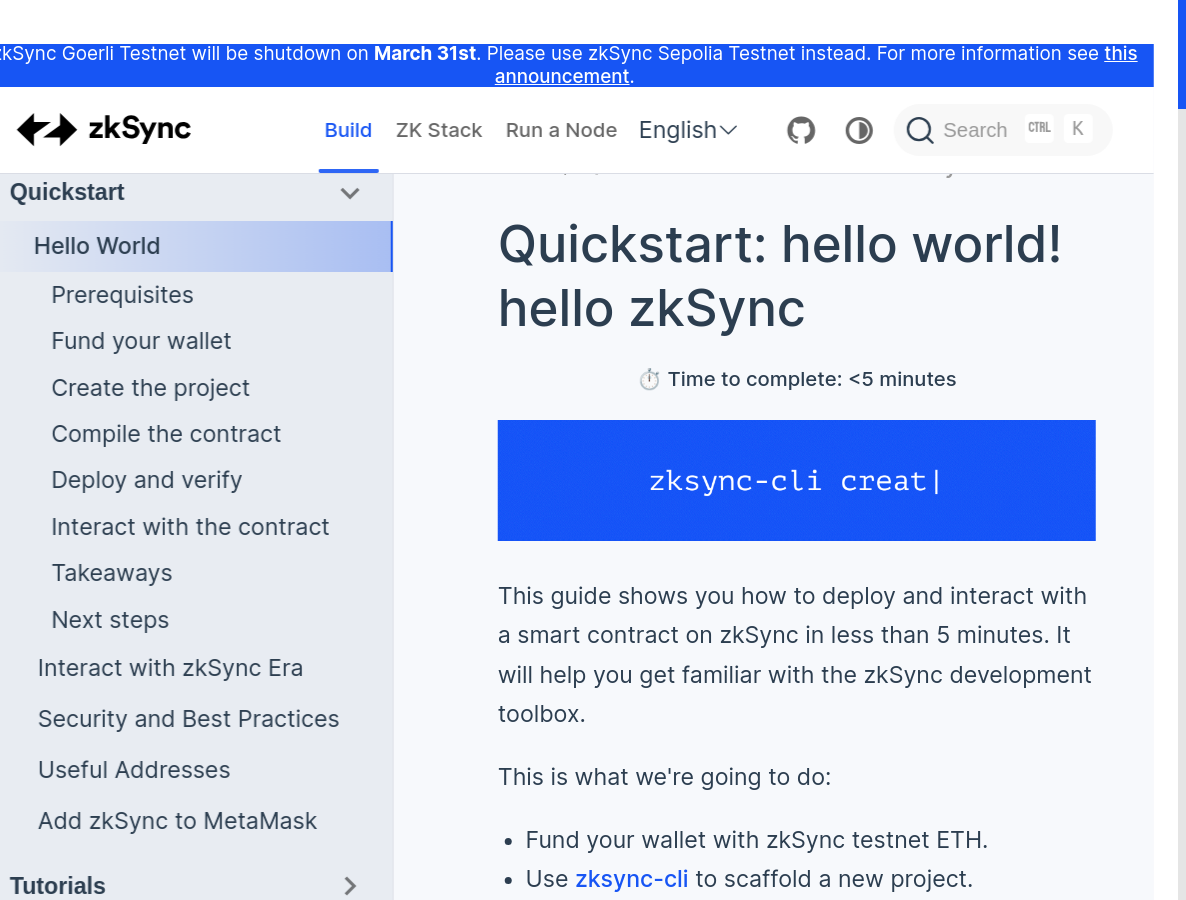 zkSync Goerli Testnet will be shutdown on March 31st. Please use zkSync Sepolia Testnet instead. For more information see this
announcement.
zkSync
Build
ZK Stack
Run a Node
English
Search
CTRL
K
Quickstart
Hello World
Prerequisites
Fund your wallet
Create the project
Compile the contract
Deploy and verify
Interact with the contract
Takeaways
Next steps
Interact with zkSync Era
Security and Best Practices
Useful Addresses
Add zkSync to MetaMask
Tutorials
Quickstart: hello world!
hello zkSync
⏱️ Time to complete: <5 minutes
zksync-cli creat|
This guide shows you how to deploy and interact with
a smart contract on zkSync in less than 5 minutes. It
will help you get familiar with the zkSync development
toolbox.
This is what we're going to do:
• Fund your wallet with zkSync testnet ETH.
• Use zksync-cli to scaffold a new project.